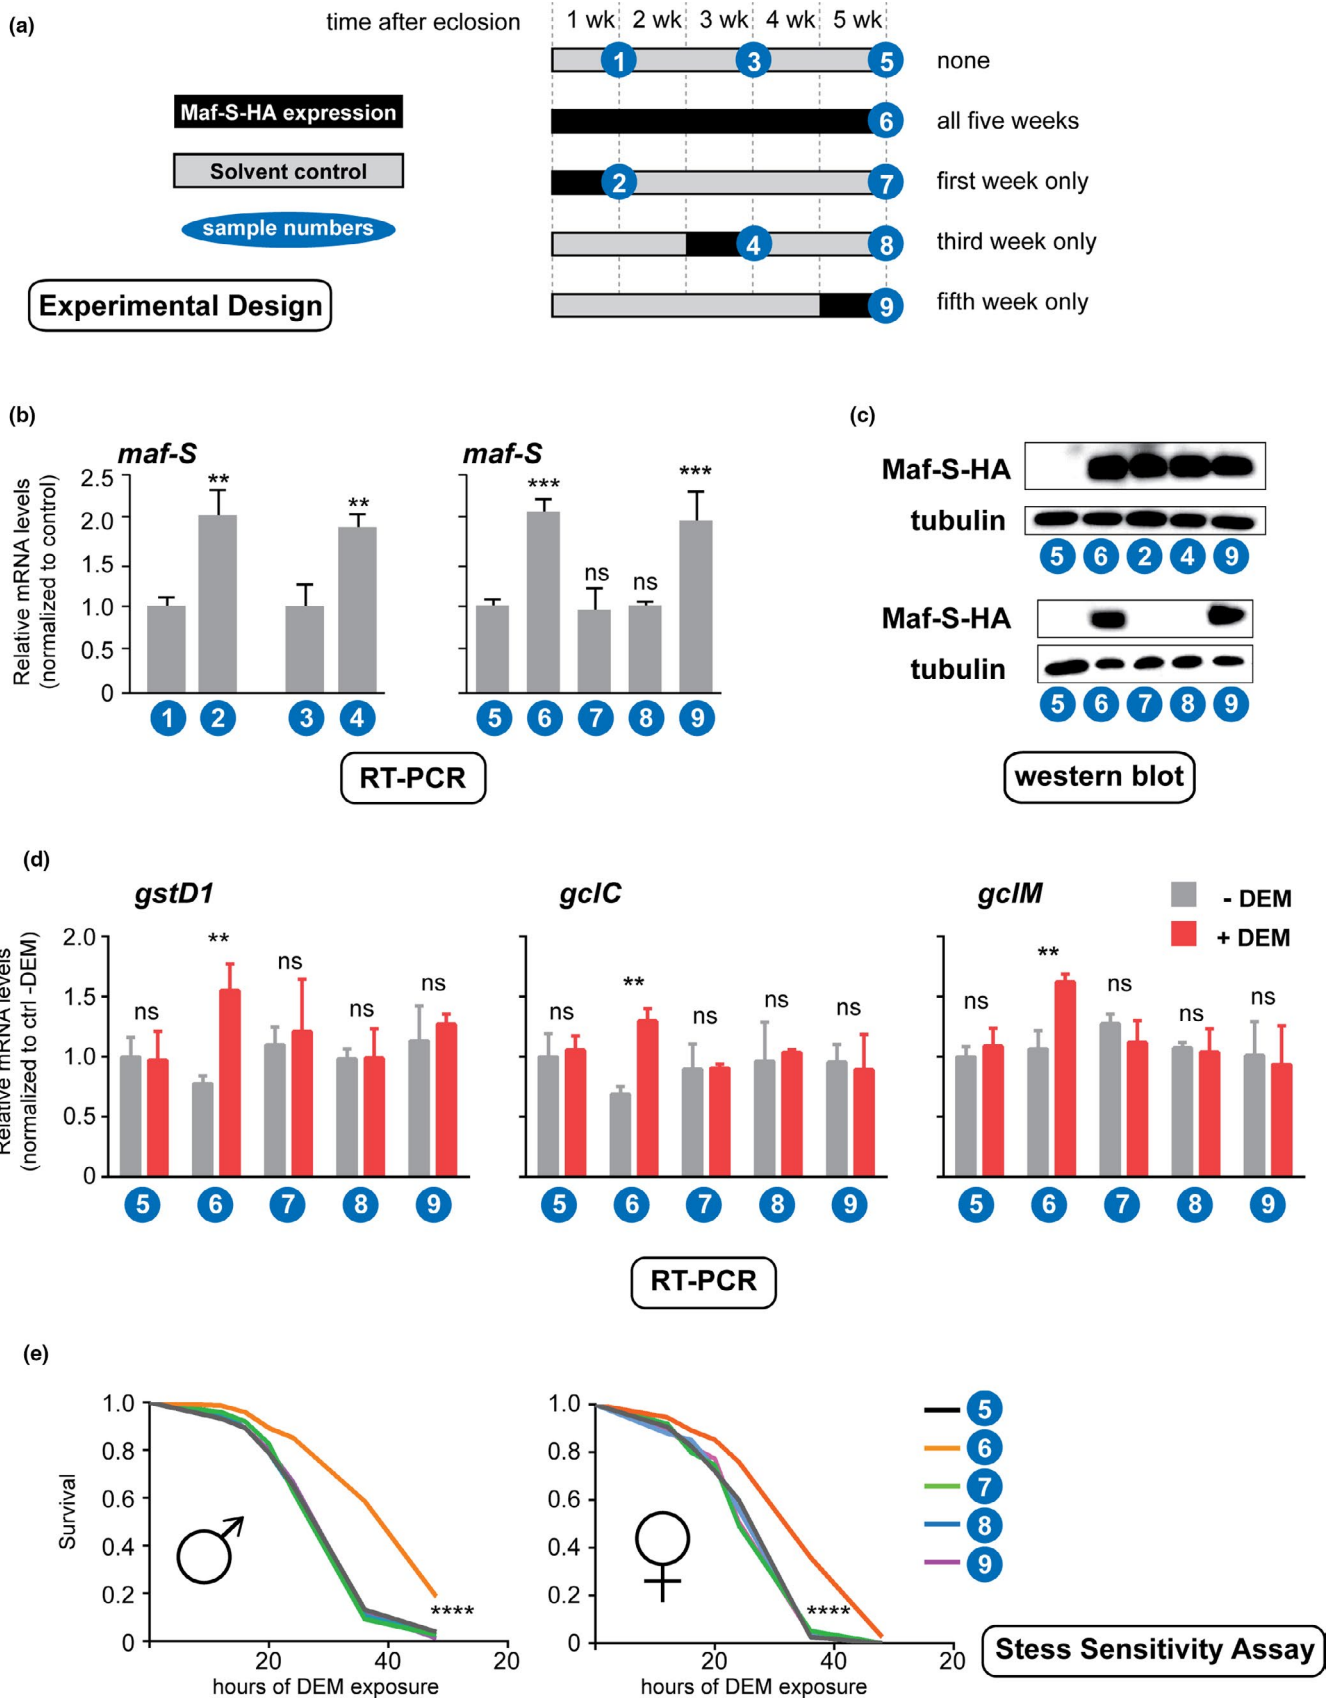 (a)
time after eclosion
1 wk 2 wk 3 wk 4 wk 5 wk
1 3 5 none
Maf-S-HA expression
6 all five weeks
Solvent control
2 7 first week only
sample numbers
4 8 third week only
Experimental Design
9 fifth week only
(b)
maf-S
Relative mRNA levels
(normalized to control)
2.5
2.0
1.5
1.0
0.5
0
** **
1 2 3 4
maf-S
*** ns ns ***
5 6 7 8 9
RT-PCR
(c)
Maf-S-HA
tubulin
5 6 2 4 9
Maf-S-HA
tubulin
5 6 7 8 9
western blot
(d)
gstD1
Relative mRNA levels
(normalized to ctrl -DEM)
2.0
1.5
1.0
0.5
0
ns ** ns ns ns
5 6 7 8 9
gclC
ns ** ns ns ns
5 6 7 8 9
gclM
- DEM
+ DEM
ns ** ns ns ns
5 6 7 8 9
RT-PCR
(e)
Survival
1.0
0.8
0.6
0.4
0.2
0
****
20 40 20
hours of DEM exposure
1.0
0.8
0.6
0.4
0.2
0
****
20 40 20
hours of DEM exposure
5
6
7
8
9
Stess Sensitivity Assay